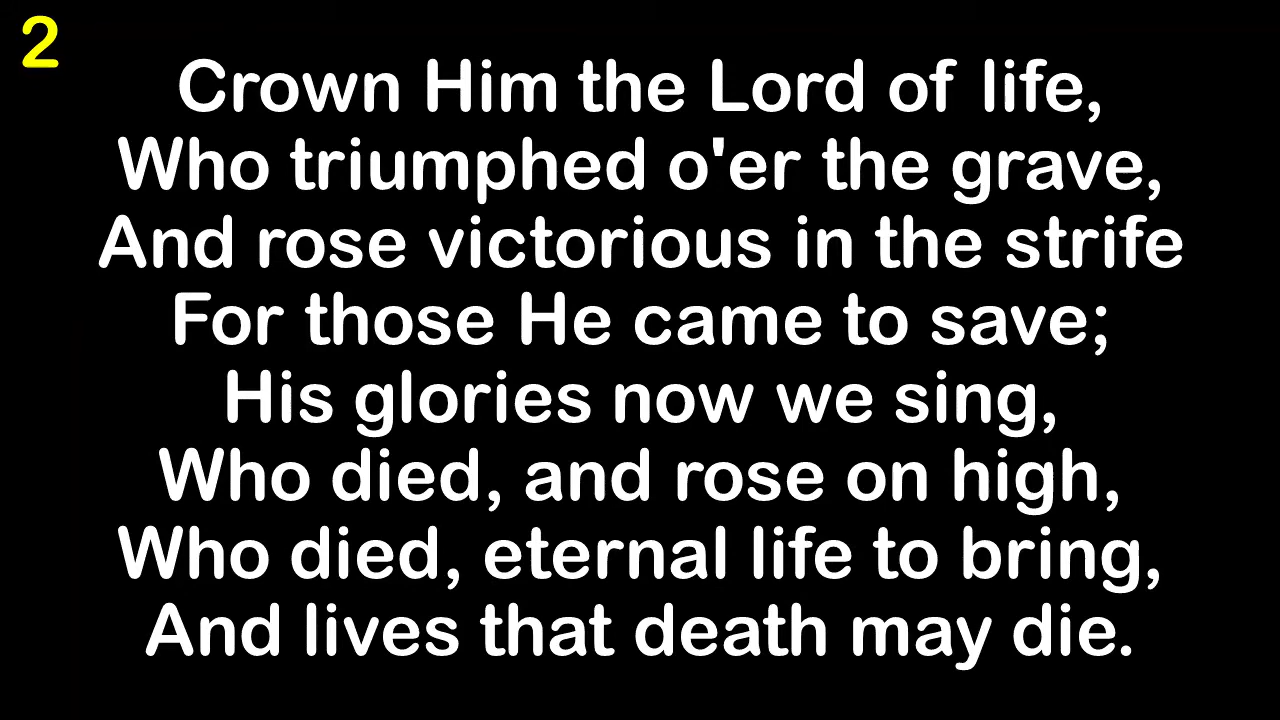 2
Crown Him the Lord of life,
Who triumphed o'er the grave,
And rose victorious in the strife
For those He came to save;
His glories now we sing,
Who died, and rose on high,
Who died, eternal life to bring,
And lives that death may die.